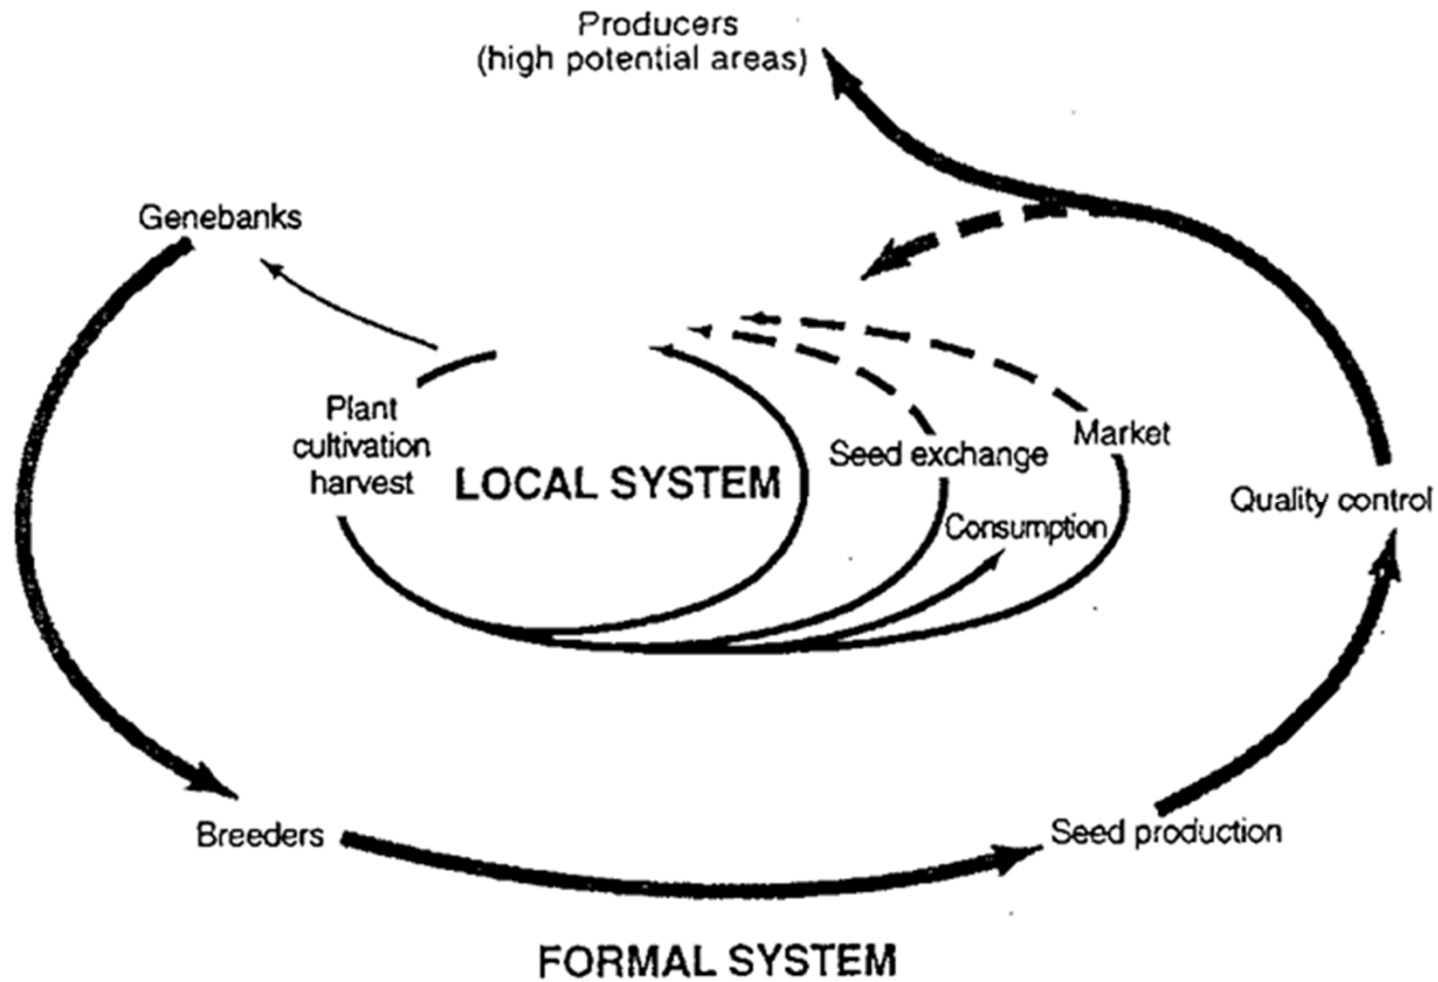 Producers
(high potential areas)
Genebanks
Plant
cultivation
harvest
LOCAL SYSTEM
Seed exchange
Market
Consumption
Quality control
Breeders
Seed production
FORMAL SYSTEM